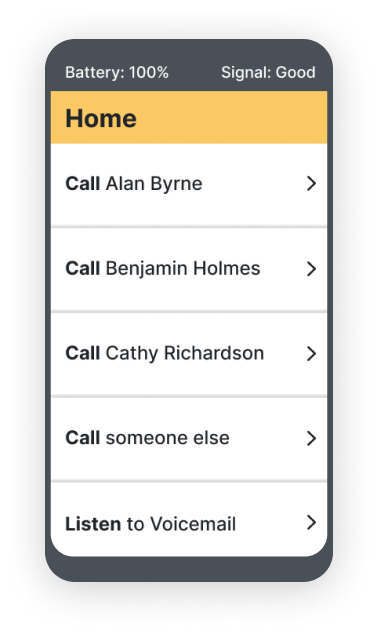 Battery: 100% Signal: Good
Home
Call Alan Byrne
Call Benjamin Holmes
Call Cathy Richardson
Call someone else
Listen to Voicemail